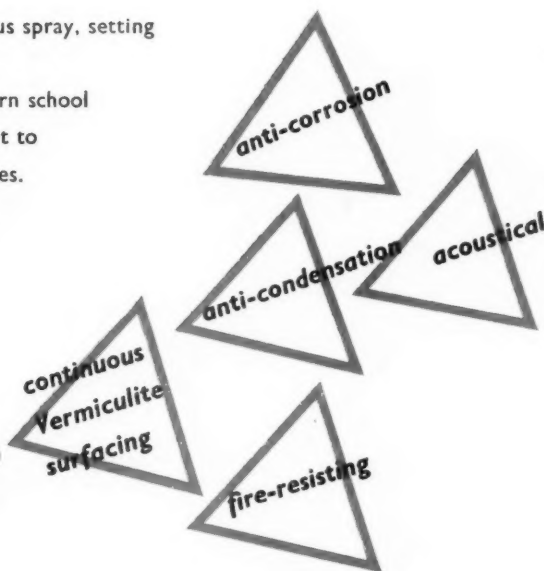 us spray, setting
rn school
t to
es.
anti-corrosion
acoustical
anti-condensation
continuous
Vermiculite
surfacing
fire-resisting